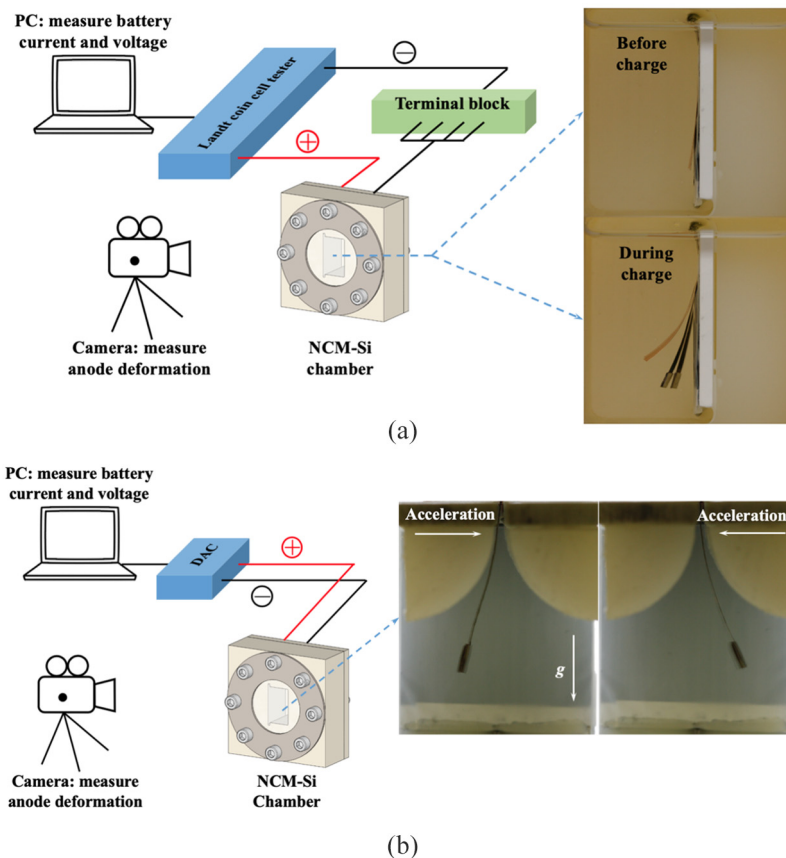 PC: measure battery
current and voltage
Landt coin cell tester
⊖
Terminal block
⊕
Before
charge
During
charge
Camera: measure
anode deformation
NCM-Si
chamber
(a)
PC: measure battery
current and voltage
DAC
⊕
⊖
Acceleration
Acceleration
g
Camera: measure
anode deformation
NCM-Si
Chamber
(b)